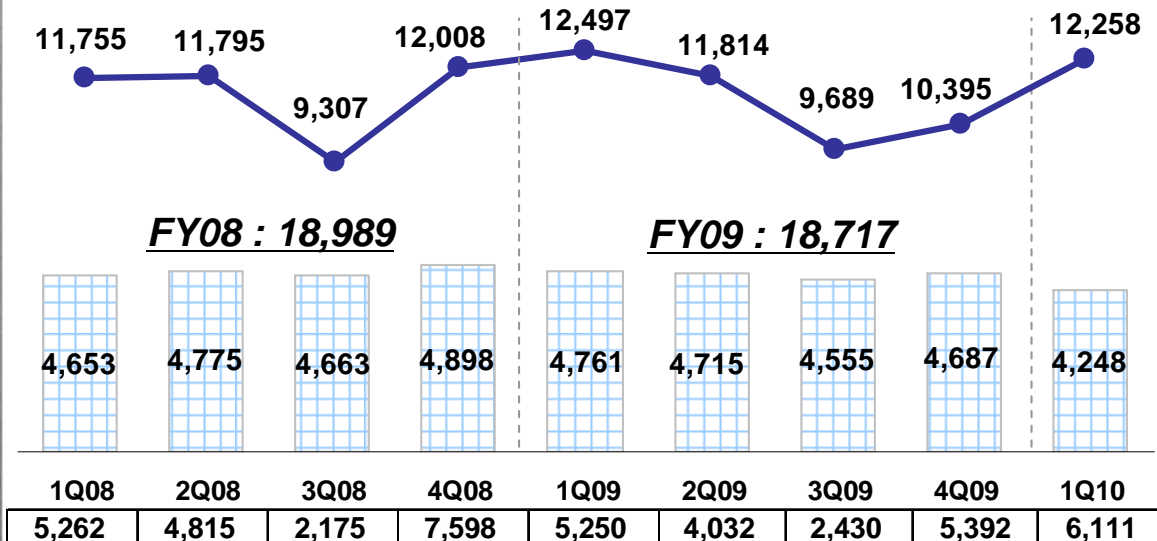 11,755 11,795 9,307 12,008 12,497 11,814 9,689 10,395 12,258
FY08 : 18,989 FY09 : 18,717
4,653 4,775 4,663 4,898 4,761 4,715 4,555 4,687 4,248
1Q08 2Q08 3Q08 4Q08 1Q09 2Q09 3Q09 4Q09 1Q10
5,262 4,815 2,175 7,598 5,250 4,032 2,430 5,392 6,111